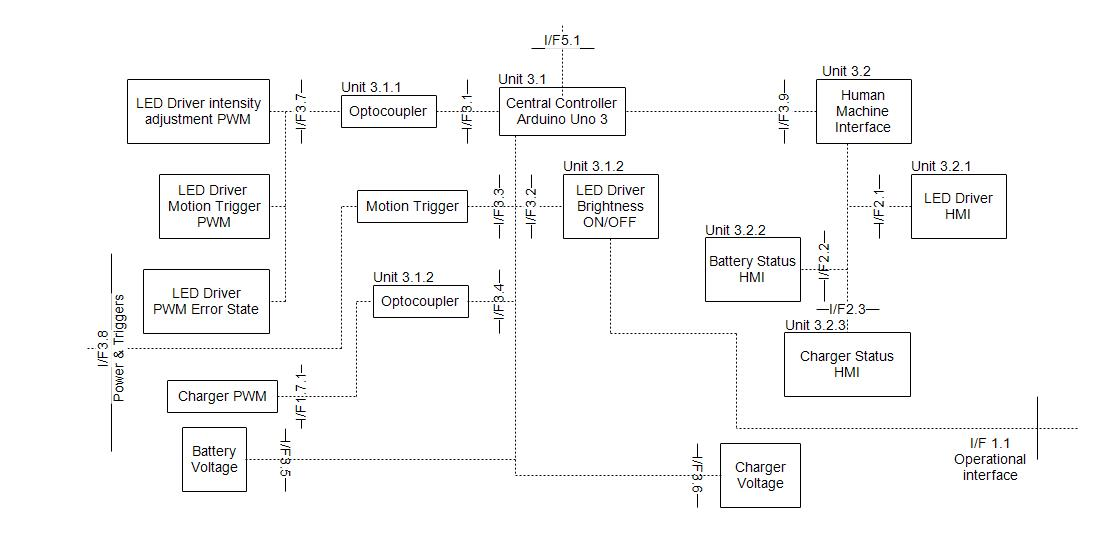 I/F5.1
Unit 3.1
Unit 3.2
Unit 3.1.1
LED Driver intensity
adjustment PWM
I/F3.7
Optocoupler
I/F3.1
Central Controller
Arduino Uno 3
I/F3.9
Human
Machine
Interface
Unit 3.1.2
Unit 3.2.1
LED Driver
Motion Trigger
PWM
Motion Trigger
I/F3.3
I/F3.2
LED Driver
Brightness
ON/OFF
I/F2.1
LED Driver
HMI
Unit 3.2.2
Battery Status
HMI
I/F2.2
Unit 3.1.2
LED Driver
PWM Error State
Optocoupler
I/F3.4
I/F2.3
Unit 3.2.3
Charger Status
HMI
I/F3.8
Power & Triggers
Charger PWM
I/F1.7.1
Battery
Voltage
I/F3.5
I/F3.6
Charger
Voltage
I/F 1.1
Operational
interface